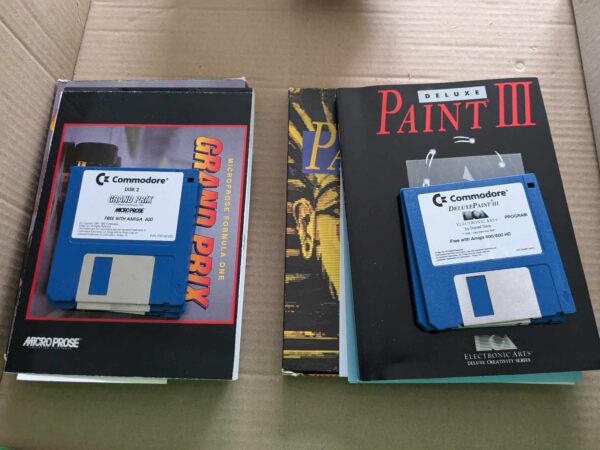 MICROPROSE FORMULA ONE
GRAND PRIX
Commodore
DISK 2
GRAND PRIX
MICROPROSE
FREE WITH AMIGA 600
MICROPROSE
DELUXE
PAINT III
Commodore
DELUXEPAINT III
ELECTRONIC ARTS
PROGRAM
by Daniel Silva
Free with Amiga 600/600 HD
ELECTRONIC ARTS
DELUXE CREATIVITY SERIES